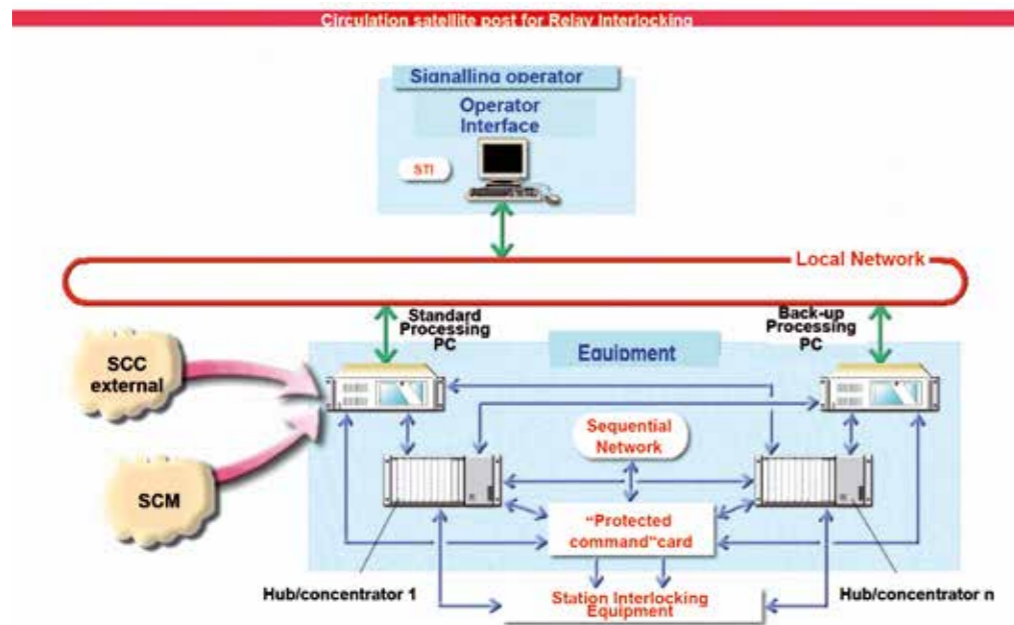 Circulation satellite post for Relay Interlocking
Signalling operator
Operator
Interface
STI
Local Network
Standard
Processing
PC
Back-up
Processing
PC
SCC
external
Equipment
Sequential
Network
SCM
"Protected
command"card
Hub/concentrator 1
Station Interlocking
Equipment
Hub/concentrator n